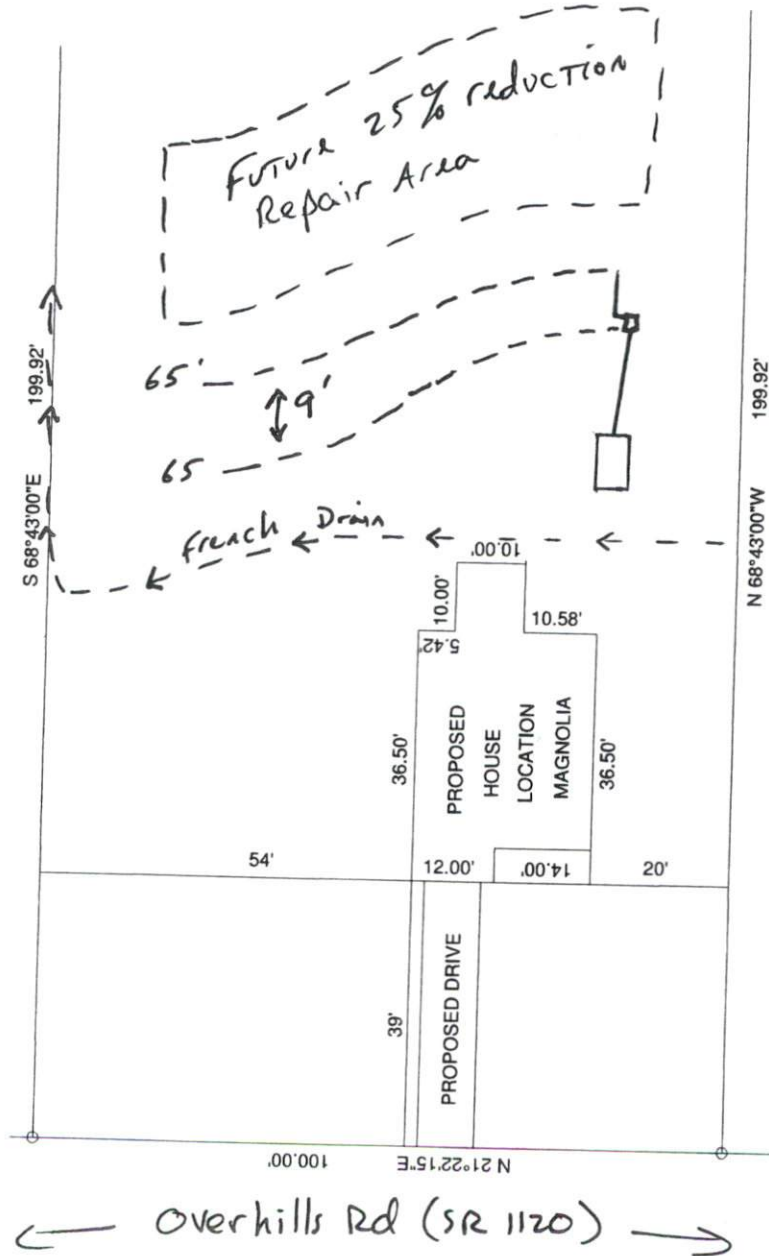 Future 25% reduction
Repair Area
65'
9'
65
199.92'
S 68°43'00"E
199.92'
N 68°43'00"W
French Drain
10.00'
10.00'
5.42'
10.58'
36.50'
PROPOSED
HOUSE
LOCATION
MAGNOLIA
36.50'
54'
12.00'
14.00'
20'
39'
PROPOSED DRIVE
N 21°22'15"E
100.00'
Overhills Rd (SR 1120)